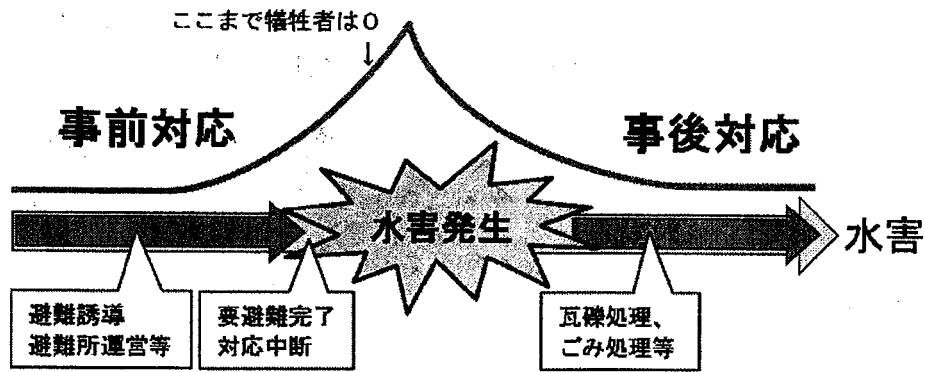 ここまで犠牲者は0
↓
事前対応
事後対応
水害発生
水害
避難誘導
避難所運営等
要避難完了
対応中断
瓦礫処理、
ごみ処理等